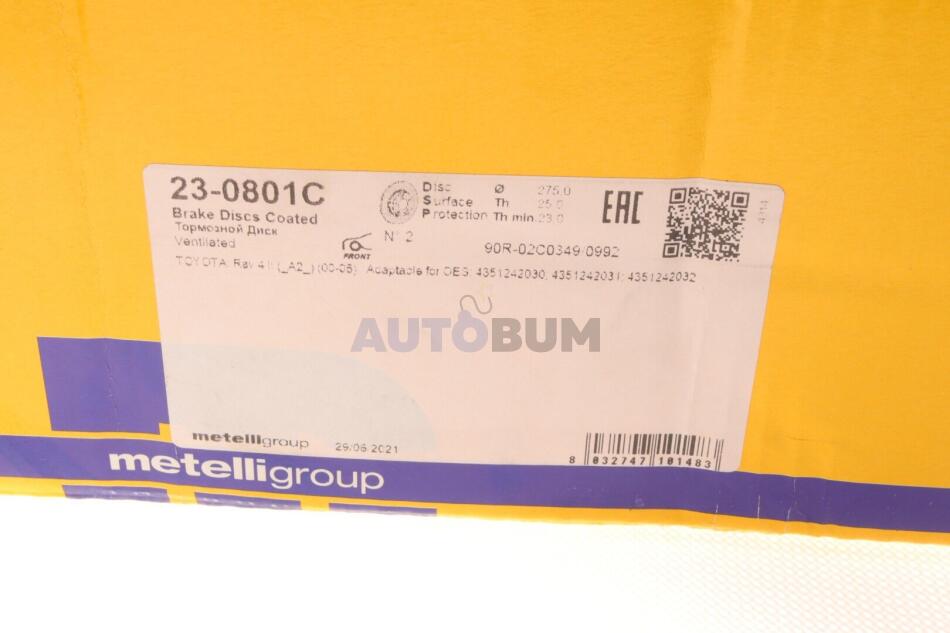 23-0801C
Brake Discs Coated
Тормозной Диск
Ventilated
FRONT
N° 2
Disc Ø 275.0
Surface Th 25.0
Protection Th min. 23.0
EAC
90R-02C0349/0992
4214
TOYOTA: Rav 4 II (_A2_) (00-05) Adaptable for OES: 4351242030; 4351242031; 4351242032
AUTOBUM
metelligroup
29/06/2021
8 032747 101483
metelligroup